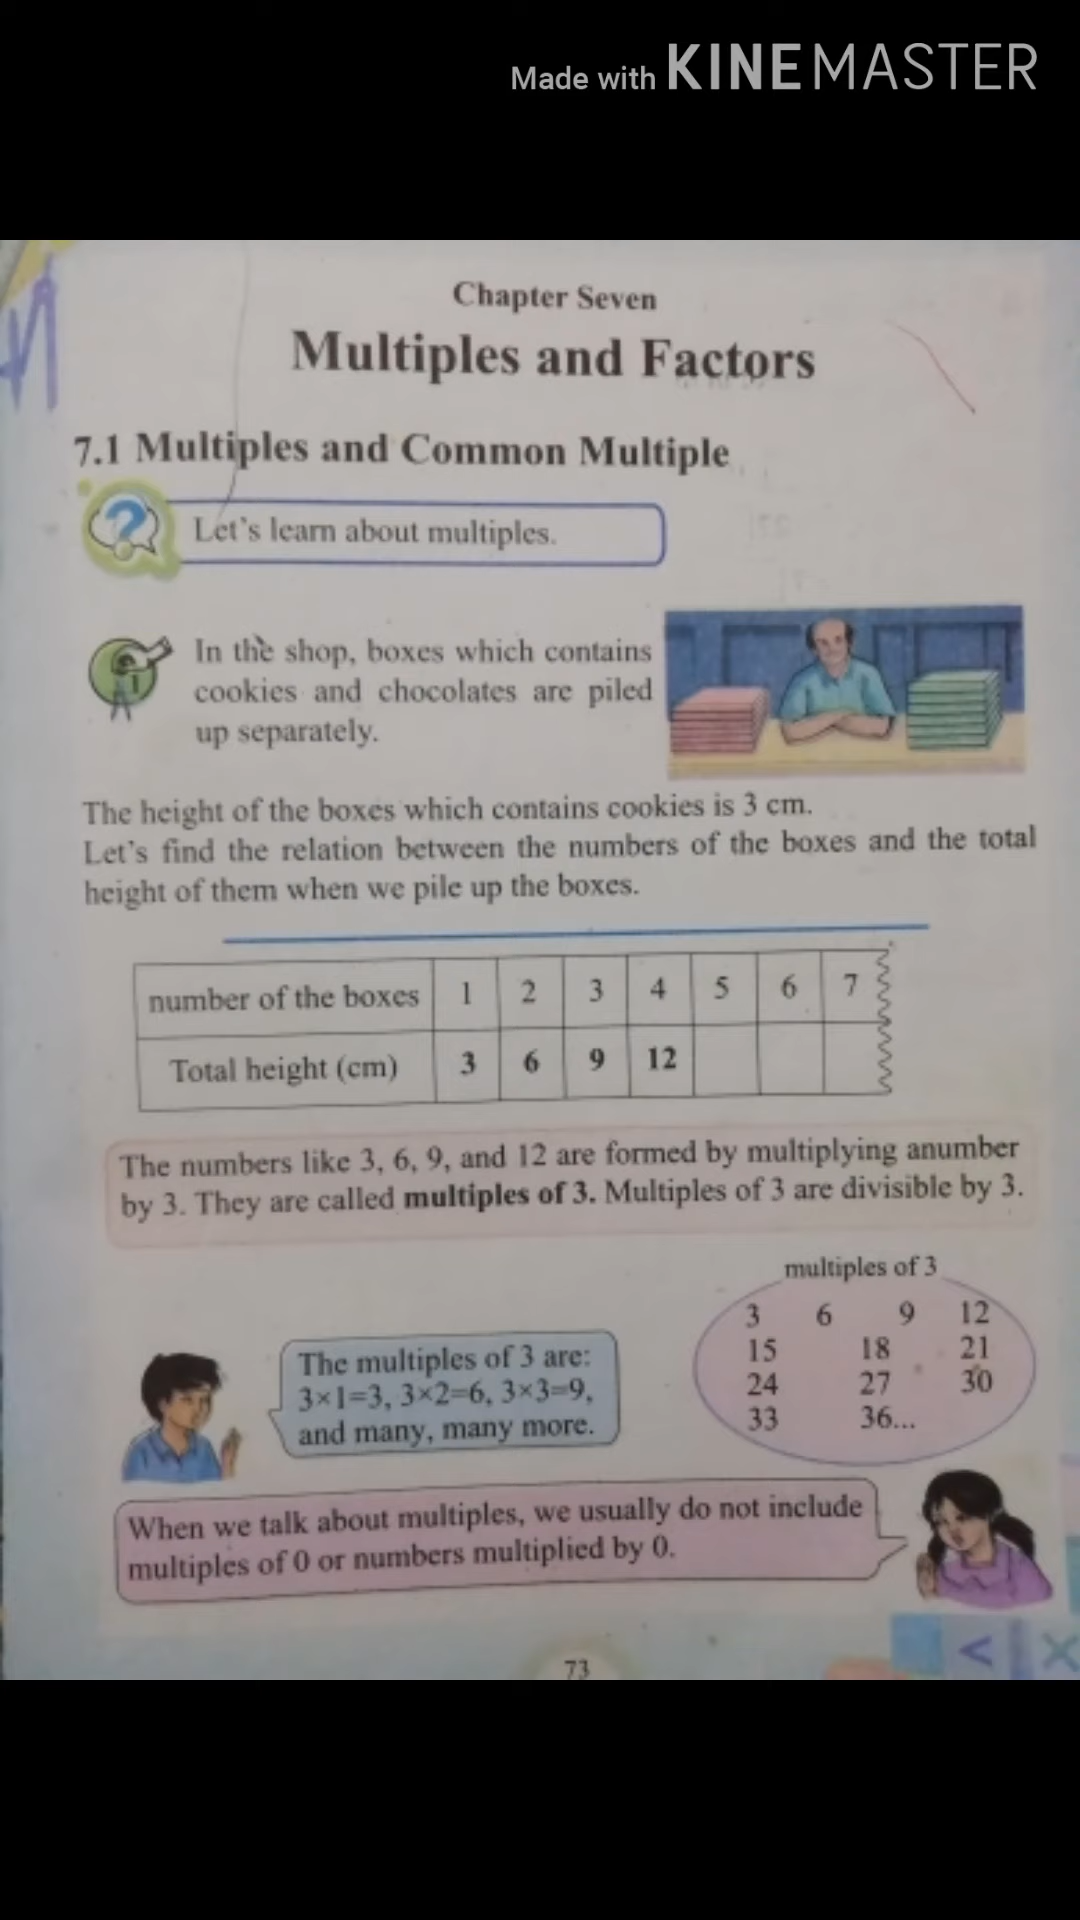 Made with KINEMASTER
Chapter Seven
Multiples and Factors
7.1 Multiples and Common Multiple
Let's learn about multiples.
In the shop, boxes which contains
cookies and chocolates are piled
up separately.
The height of the boxes which contains cookies is 3 cm.
Let's find the relation between the numbers of the boxes and the total
height of them when we pile up the boxes.
number of the boxes 1 2 3 4 5 6 7
Total height (cm) 3 6 9 12
The numbers like 3, 6, 9, and 12 are formed by multiplying anumber
by 3. They are called multiples of 3. Multiples of 3 are divisible by 3.
multiples of 3
3 6 9 12
15 18 21
24 27 30
33 36...
The multiples of 3 are:
3×1=3, 3×2=6, 3×3=9,
and many, many more.
When we talk about multiples, we usually do not include
multiples of 0 or numbers multiplied by 0.
73